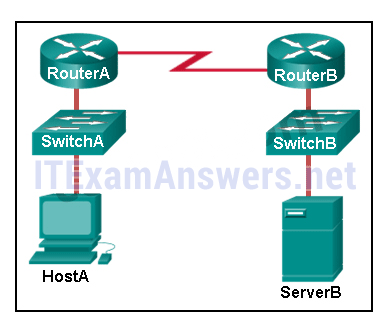 RouterA
RouterB
SwitchA
SwitchB
ITExamAnswers.net
HostA
ServerB